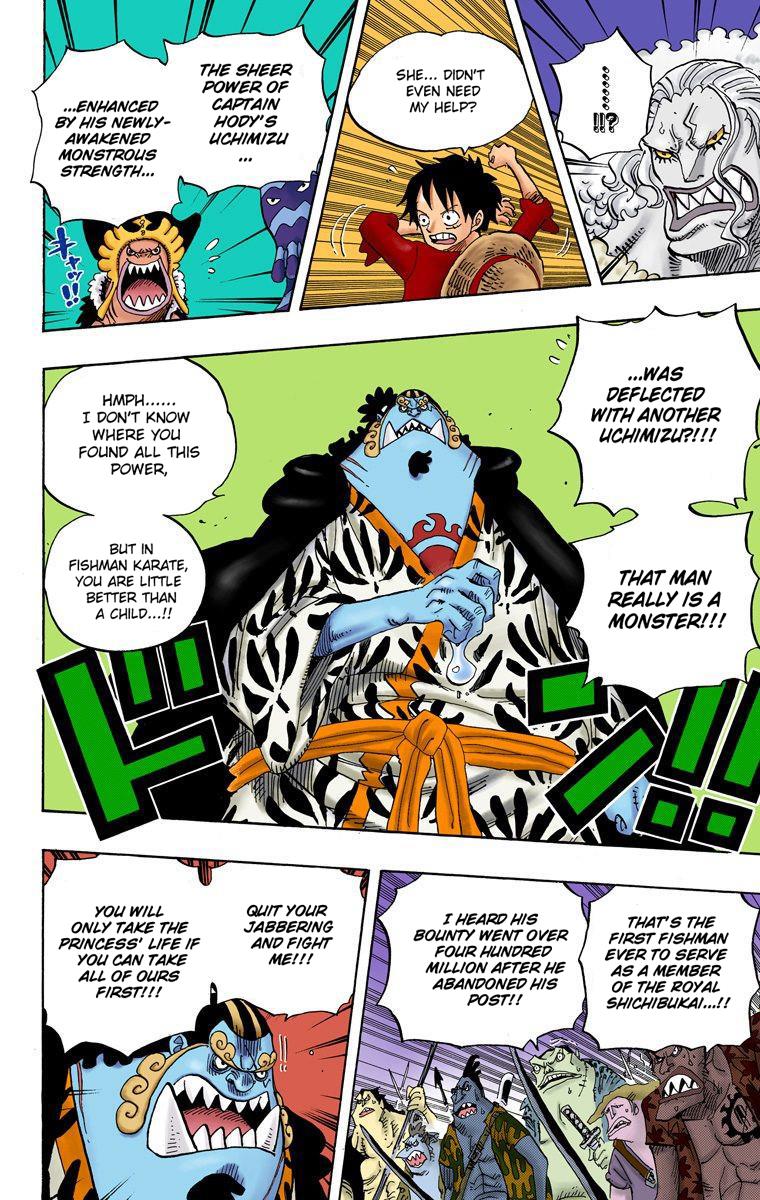 !!?
SHE... DIDN'T
EVEN NEED
MY HELP?
THE SHEER
POWER OF
CAPTAIN
HODY'S
UCHIMIZU
...
...ENHANCED
BY HIS NEWLY-
AWAKENED
MONSTROUS
STRENGTH...
キャッ!!
...WAS
DEFLECTED
WITH ANOTHER
UCHIMIZU?!!!
THAT MAN
REALLY IS A
MONSTER!!!
HMPH......
I DON'T KNOW
WHERE YOU
FOUND ALL THIS
POWER,
BUT IN
FISHMAN KARATE,
YOU ARE LITTLE
BETTER THAN
A CHILD...!!
ドン!!
THAT'S THE
FIRST FISHMAN
EVER TO SERVE
AS A MEMBER
OF THE ROYAL
SHICHIBUKAI...!!
I HEARD HIS
BOUNTY WENT OVER
FOUR HUNDRED
MILLION AFTER HE
ABANDONED HIS
POST!!
QUIT YOUR
JABBERING
AND FIGHT
ME!!!
YOU WILL
ONLY TAKE THE
PRINCESS' LIFE IF
YOU CAN TAKE
ALL OF OURS
FIRST!!!